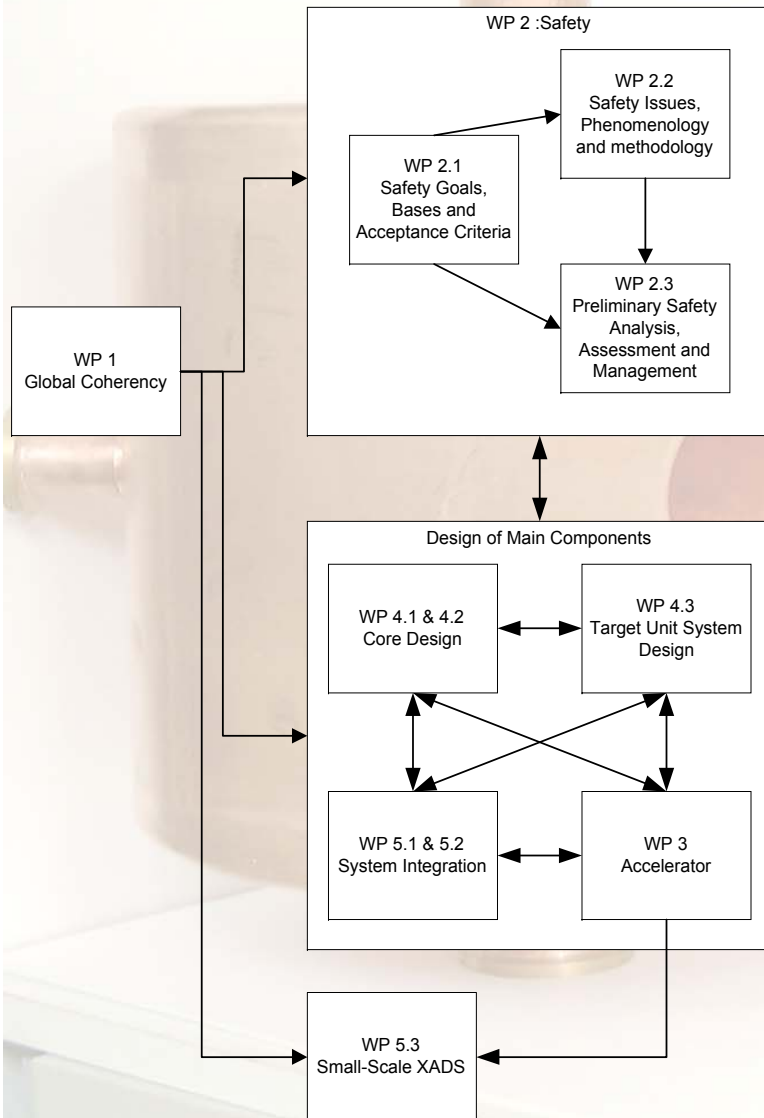 WP 2 :Safety
WP 2.2
Safety Issues,
Phenomenology
and methodology
WP 2.1
Safety Goals,
Bases and
Acceptance Criteria
WP 2.3
Preliminary Safety
Analysis,
Assessment and
Management
WP 1
Global Coherency
Design of Main Components
WP 4.1 & 4.2
Core Design
WP 4.3
Target Unit System
Design
WP 5.1 & 5.2
System Integration
WP 3
Accelerator
WP 5.3
Small-Scale XADS